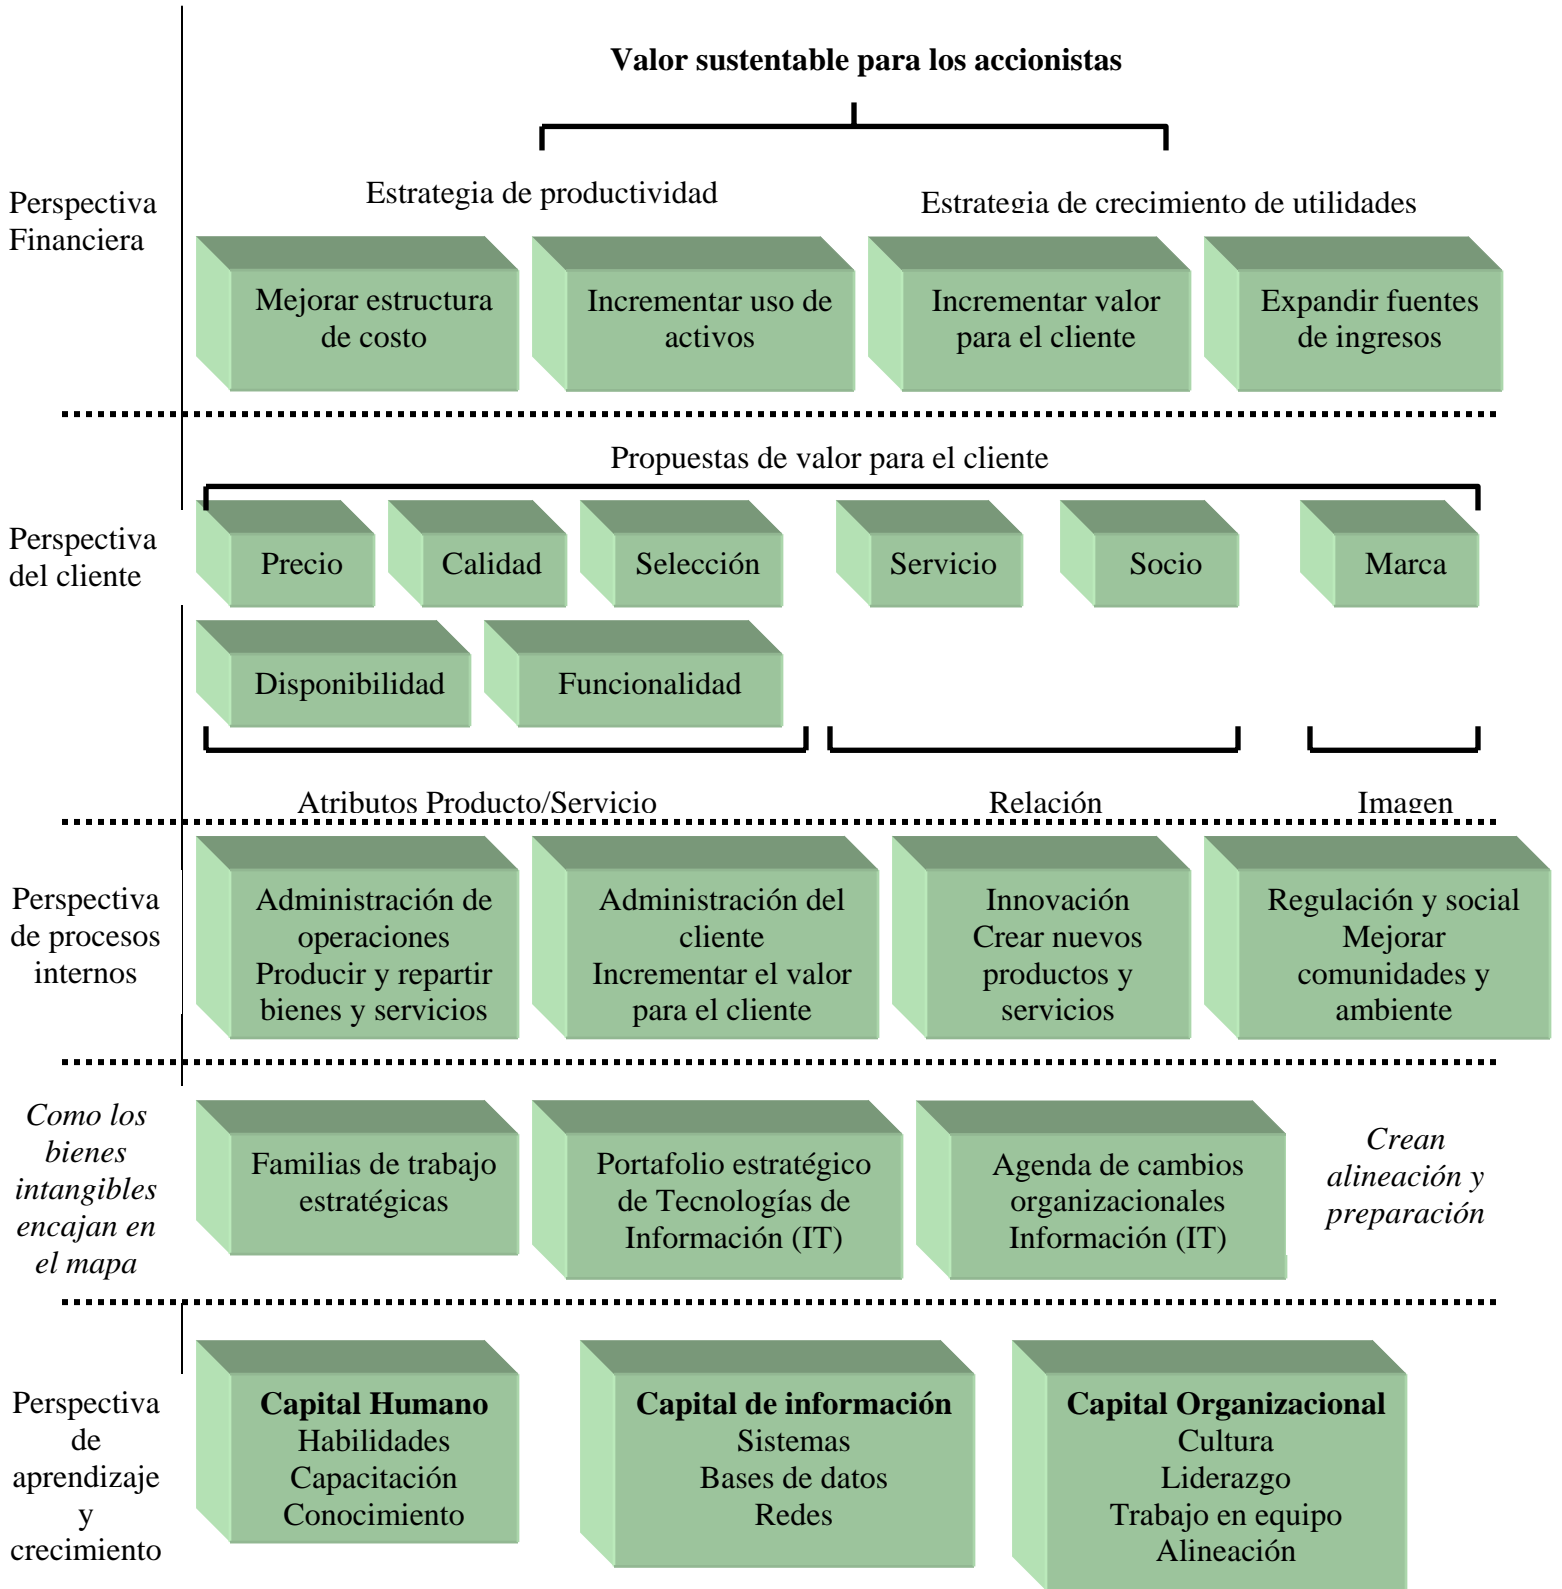 Valor sustentable para los accionistas
Perspectiva
Financiera
Estrategia de productividad
Estrategia de crecimiento de utilidades
Mejorar estructura
de costo
Incrementar uso de
activos
Incrementar valor
para el cliente
Expandir fuentes
de ingresos
Propuestas de valor para el cliente
Perspectiva
del cliente
Precio
Calidad
Selección
Servicio
Socio
Marca
Disponibilidad
Funcionalidad
Atributos Producto/Servicio
Relación
Imagen
Perspectiva
de procesos
internos
Administración de
operaciones
Producir y repartir
bienes y servicios
Administración del
cliente
Incrementar el valor
para el cliente
Innovación
Crear nuevos
productos y
servicios
Regulación y social
Mejorar
comunidades y
ambiente
Como los
bienes
intangibles
encajan en
el mapa
Familias de trabajo
estratégicas
Portafolio estratégico
de Tecnologías de
Información (IT)
Agenda de cambios
organizacionales
Información (IT)
Crean
alineación y
preparación
Perspectiva
de
aprendizaje
y
crecimiento
Capital Humano
Habilidades
Capacitación
Conocimiento
Capital de información
Sistemas
Bases de datos
Redes
Capital Organizacional
Cultura
Liderazgo
Trabajo en equipo
Alineación